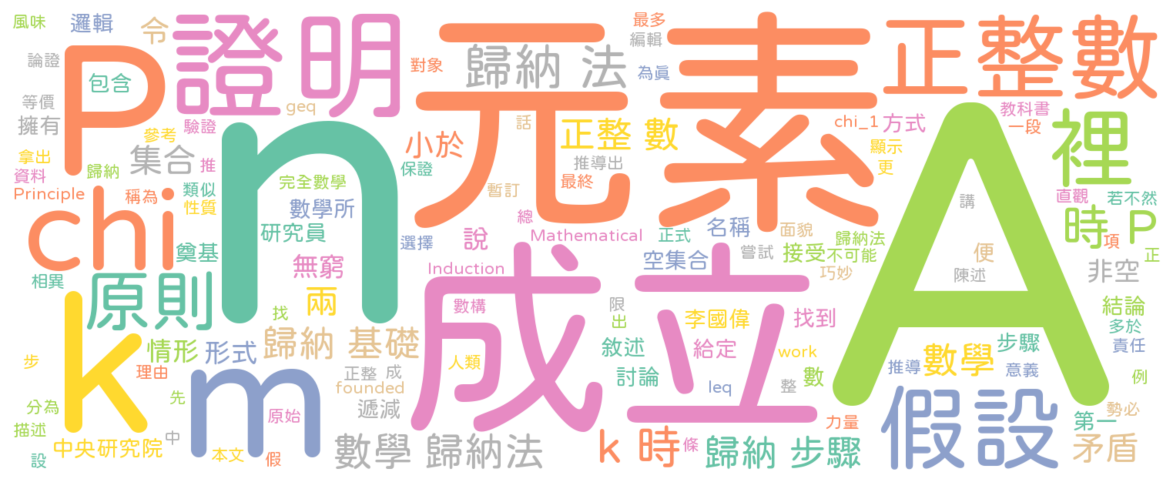 風味
邏輯
令
證明
元素
最多
編輯
正整數
論證
包含
對象
歸納 法
為眞
等價
geq
擁有
P
驗證
參考
集合
話
正整 數
小於
chi_1
方式
教科書
一段
裡
拿出
歸納
推
保證
推導出
顯示
更
資料
Principle
稱為
類似
性質
完全數學
數學所
暫訂
最終
總
名稱
面貌
講
直觀
若不然
chi
n
奠基
研究員
選擇
說
Mathematical
正式
嘗試
接受
歸納法
不可能
巧妙
時 P
項
正
相異
無窮
Induction
空集合
便
陳述
非空
A
原則
兩
找
數構
成立
限
出
李國偉
找到
結論
多於
責任
k
步
情形
形式
歸納 基礎
人類
敘述
給定
work
步驟
理由
正整
成
討論
leq
整
數
推導
數學
意義
例
分為
先
m
原始
founded
遞減
假設
勢必
描述
設
中央研究院
中
本文
假
數學 歸納法
k 時
條
歸納 步驟
力量
第一
矛盾